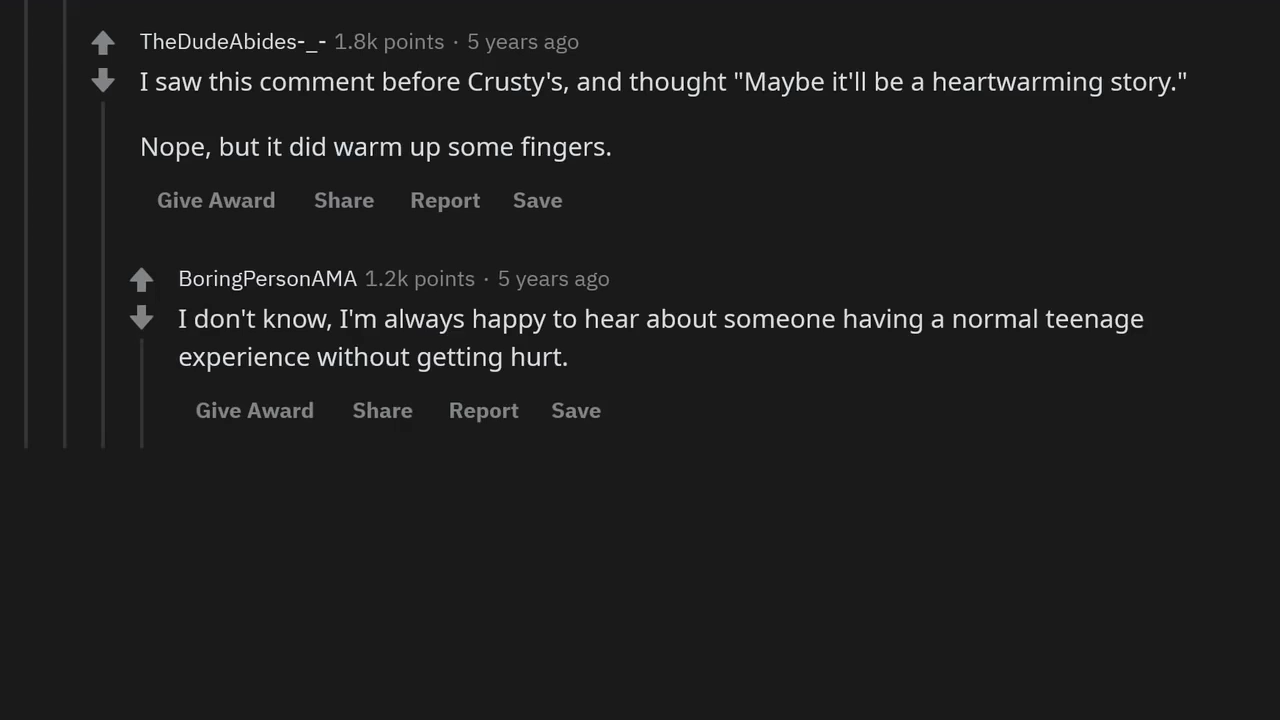 TheDudeAbides-_- 1.8k points · 5 years ago
I saw this comment before Crusty's, and thought "Maybe it'll be a heartwarming story."
Nope, but it did warm up some fingers.
Give Award Share Report Save
BoringPersonAMA 1.2k points · 5 years ago
I don't know, I'm always happy to hear about someone having a normal teenage
experience without getting hurt.
Give Award Share Report Save